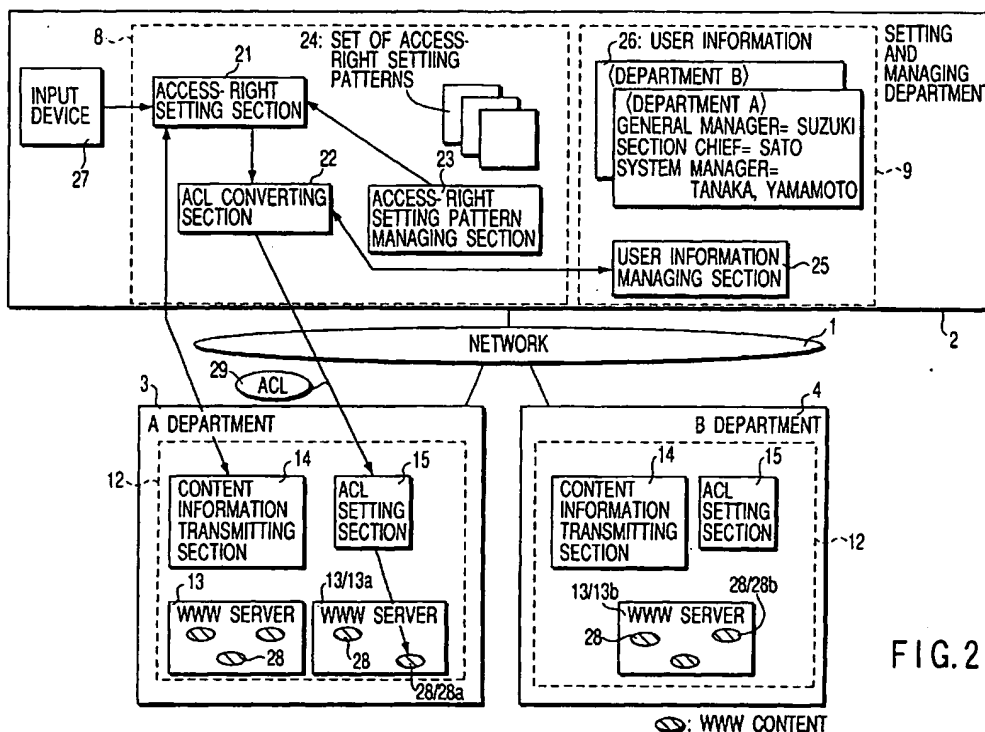 8
24: SET OF ACCESS-
RIGHT SETTING
PATTERNS
26: USER INFORMATION
SETTING
AND
MANAGING
DEPARTMENT
INPUT
DEVICE
27
21
ACCESS-RIGHT
SETTING SECTION
22
ACL CONVERTING
SECTION
23
ACCESS-RIGHT
SETTING PATTERN
MANAGING SECTION
⟨DEPARTMENT B⟩
⟨DEPARTMENT A⟩
GENERAL MANAGER= SUZUKI
SECTION CHIEF= SATO
SYSTEM MANAGER=
TANAKA, YAMAMOTO
9
USER INFORMATION
MANAGING SECTION
25
2
NETWORK
1
29
ACL
3
A DEPARTMENT
12
14
CONTENT
INFORMATION
TRANSMITTING
SECTION
15
ACL
SETTING
SECTION
13
WWW SERVER
28
13/13a
WWW SERVER
28
28/28a
4
B DEPARTMENT
14
CONTENT
INFORMATION
TRANSMITTING
SECTION
15
ACL
SETTING
SECTION
12
13/13b
WWW SERVER
28
28/28b
FIG.2
: WWW CONTENT